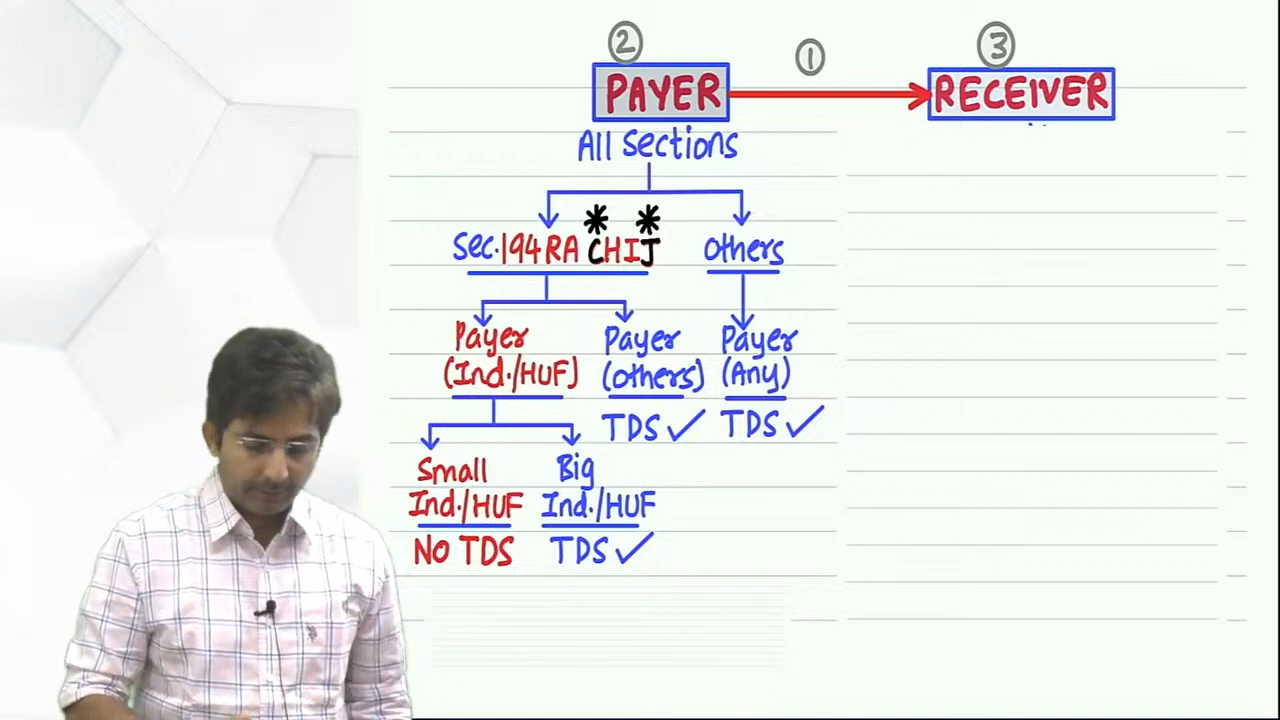 ② ① ③
PAYER RECEIVER
All Sections
* *
Sec. 194RA CHIJ Others
Payer Payer Payer
(Ind./HUF) (others) (Any)
TDS ✓ TDS ✓
Small Big
Ind./HUF Ind./HUF
NO TDS TDS ✓